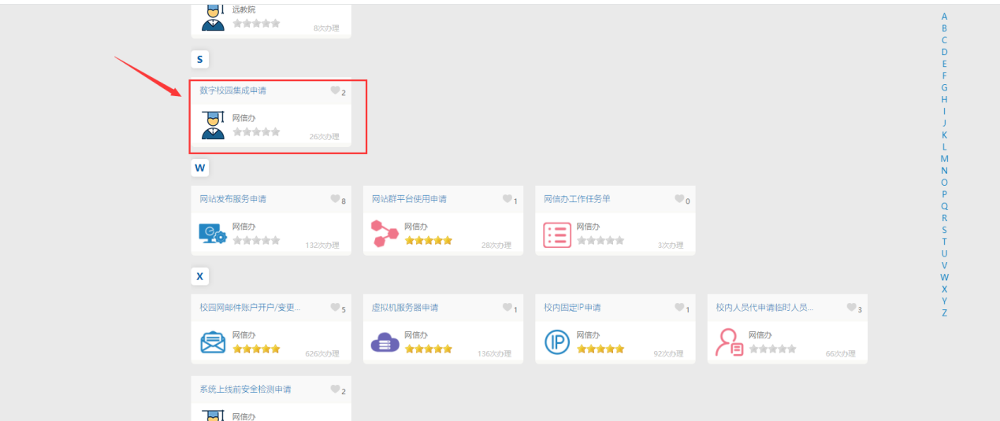 远教院
8次办理
S
数字校园集成申请
2
网信办
26次办理
W
网站发布服务申请
8
网信办
132次办理
网站群平台使用申请
1
网信办
28次办理
网信办工作任务单
0
网信办
3次办理
X
校园网邮件账户开户/变更...
5
网信办
626次办理
虚拟机服务器申请
1
网信办
136次办理
校内固定IP申请
1
IP
网信办
92次办理
校内人员代申请临时人员...
3
网信办
66次办理
系统上线前安全检测申请
2
网信办
A
B
C
D
E
F
G
H
I
J
K
L
M
N
O
P
Q
R
S
T
U
V
W
X
Y
Z